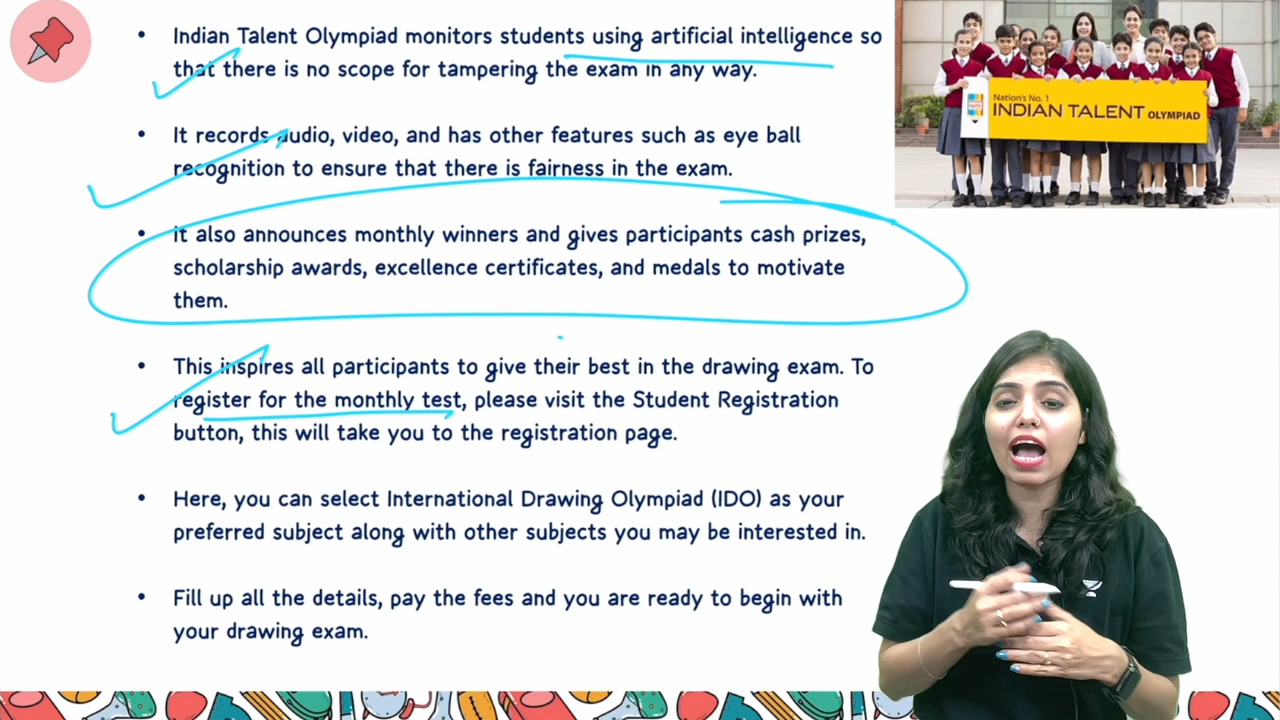 • Indian Talent Olympiad monitors students using artificial intelligence so
that there is no scope for tampering the exam in any way.
• It records audio, video, and has other features such as eye ball
recognition to ensure that there is fairness in the exam.
• It also announces monthly winners and gives participants cash prizes,
scholarship awards, excellence certificates, and medals to motivate
them.
• This inspires all participants to give their best in the drawing exam. To
register for the monthly test, please visit the Student Registration
button, this will take you to the registration page.
• Here, you can select International Drawing Olympiad (IDO) as your
preferred subject along with other subjects you may be interested in.
• Fill up all the details, pay the fees and you are ready to begin with
your drawing exam.
Nation's No. 1
INDIAN TALENT OLYMPIAD